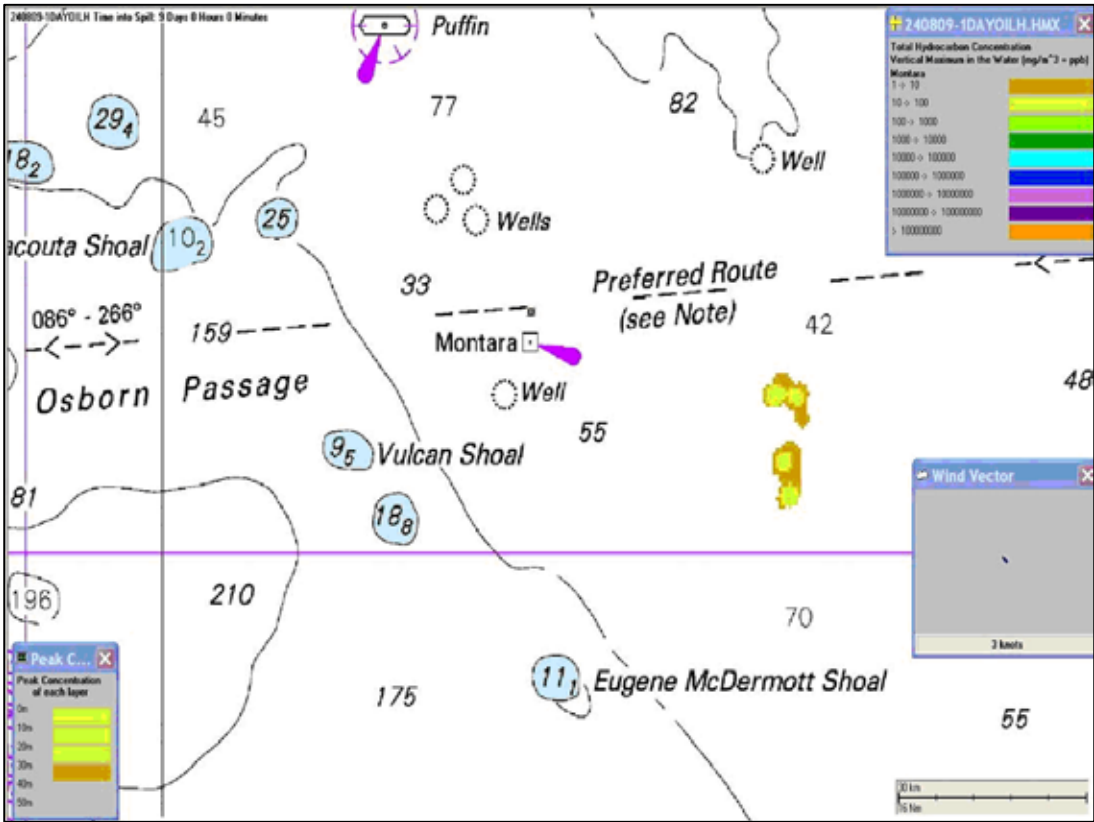 240809-1DAYOILH Time into Spill: 9 Days 0 Hours 0 Minutes
Puffin
240809-1DAYOILH.HMX
Total Hydrocarbon Concentration
Vertical Maximum in the Water (mg/m^3 = ppb)
Montara
1 -> 10
10 -> 100
100 -> 1000
1000 -> 10000
10000 -> 100000
100000 -> 1000000
1000000 -> 10000000
10000000 -> 100000000
> 100000000
29₄
45
77
82
18₂
Well
10₂
25
Wells
acouta Shoal
33
Preferred Route
(see Note)
086° - 266°
159
42
Montara
48
Osborn Passage
Well
55
9₅
Vulcan Shoal
81
18₈
Wind Vector
3 knots
196
210
70
Peak C...
Peak Concentration
of each layer
0m
10m
20m
30m
40m
50m
175
11₁
Eugene McDermott Shoal
55
30 km
16 Nm